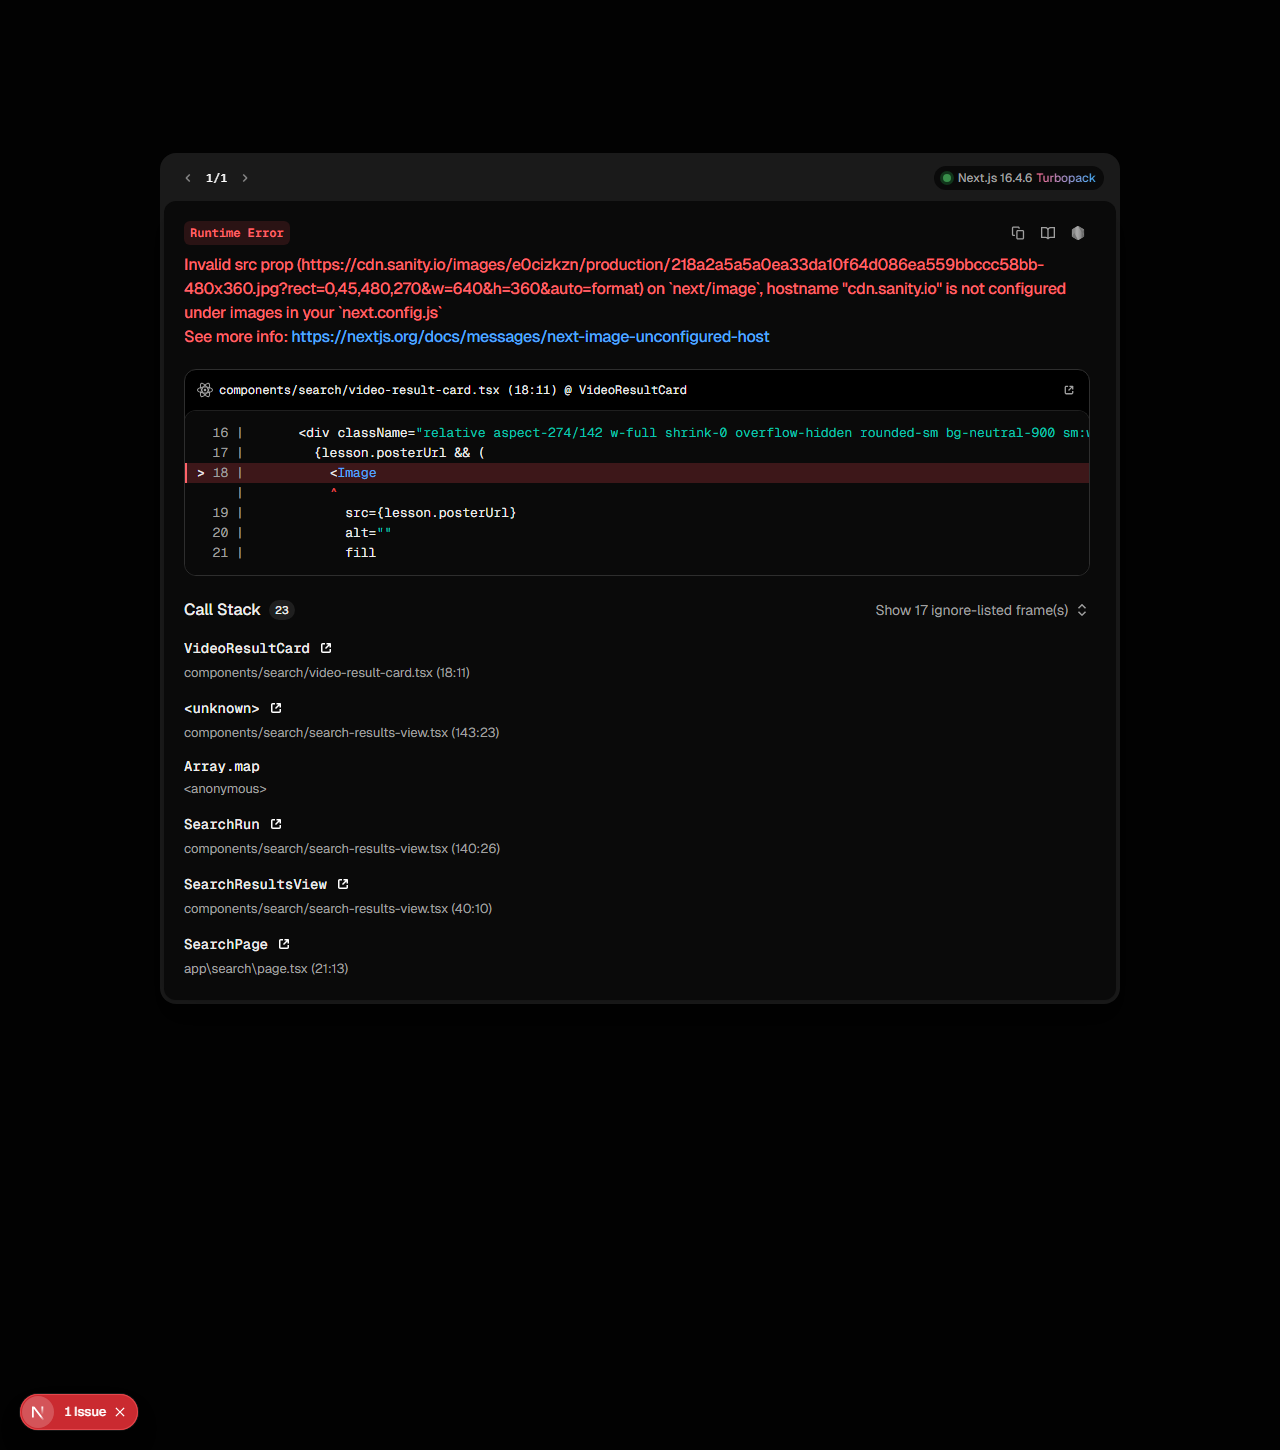 1/1
Next.js 16.4.6 Turbopack
Runtime Error
Invalid src prop (https://cdn.sanity.io/images/e0cizkzn/production/218a2a5a5a0ea33da10f64d086ea559bbccc58bb-
480x360.jpg?rect=0,45,480,270&w=640&h=360&auto=format) on `next/image`, hostname "cdn.sanity.io" is not configured
under images in your `next.config.js`
See more info: https://nextjs.org/docs/messages/next-image-unconfigured-host
components/search/video-result-card.tsx (18:11) @ VideoResultCard
16 | <div className="relative aspect-274/142 w-full shrink-0 overflow-hidden rounded-sm bg-neutral-900 sm:w
17 | {lesson.posterUrl && (
> 18 | <Image
| ^
19 | src={lesson.posterUrl}
20 | alt=""
21 | fill
Call Stack 23
Show 17 ignore-listed frame(s)
VideoResultCard
components/search/video-result-card.tsx (18:11)
<unknown>
components/search/search-results-view.tsx (143:23)
Array.map
<anonymous>
SearchRun
components/search/search-results-view.tsx (140:26)
SearchResultsView
components/search/search-results-view.tsx (40:10)
SearchPage
app\search\page.tsx (21:13)
N 1 Issue